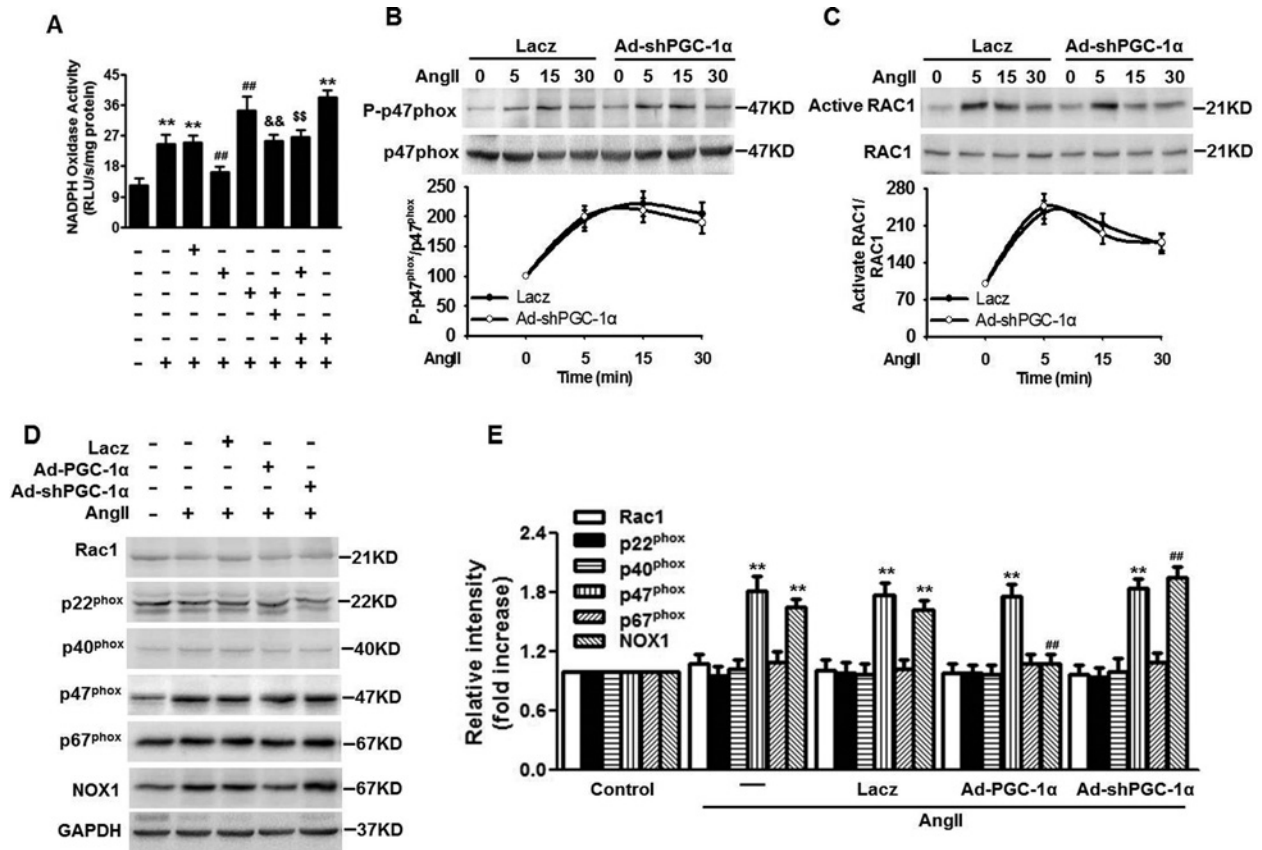 A
NADPH Oxidase Activity
(RLU/s/mg protein)
45
36
27
18
9
0
** ** ## ## && $$ **
- - + - - - - -
- - - + - - + -
- - - - + + - -
- - - - - + - -
- - - - - - + +
- + + + + + + +
B
Lacz Ad-shPGC-1α
AngII 0 5 15 30 0 5 15 30
P-p47phox –47KD
p47phox –47KD
P-p47phox/p47phox
250
200
150
100
50
0
Lacz
Ad-shPGC-1α
AngII 0 5 15 30
Time (min)
C
Lacz Ad-shPGC-1α
AngII 0 5 15 30 0 5 15 30
Active RAC1 –21KD
RAC1 –21KD
Activate RAC1/
RAC1
280
210
140
70
0
Lacz
Ad-shPGC-1α
AngII 0 5 15 30
Time (min)
D
Lacz - - + - -
Ad-PGC-1α - - - + -
Ad-shPGC-1α - - - - +
AngII - + + + +
Rac1 –21KD
p22phox –22KD
p40phox –40KD
p47phox –47KD
p67phox –67KD
NOX1 –67KD
GAPDH –37KD
E
Relative intensity
(fold increase)
2.4
1.8
1.2
0.6
0.0
Rac1
p22phox
p40phox
p47phox
p67phox
NOX1
** ** ** ** ** ## ** ##
Control — Lacz Ad-PGC-1α Ad-shPGC-1α
AngII